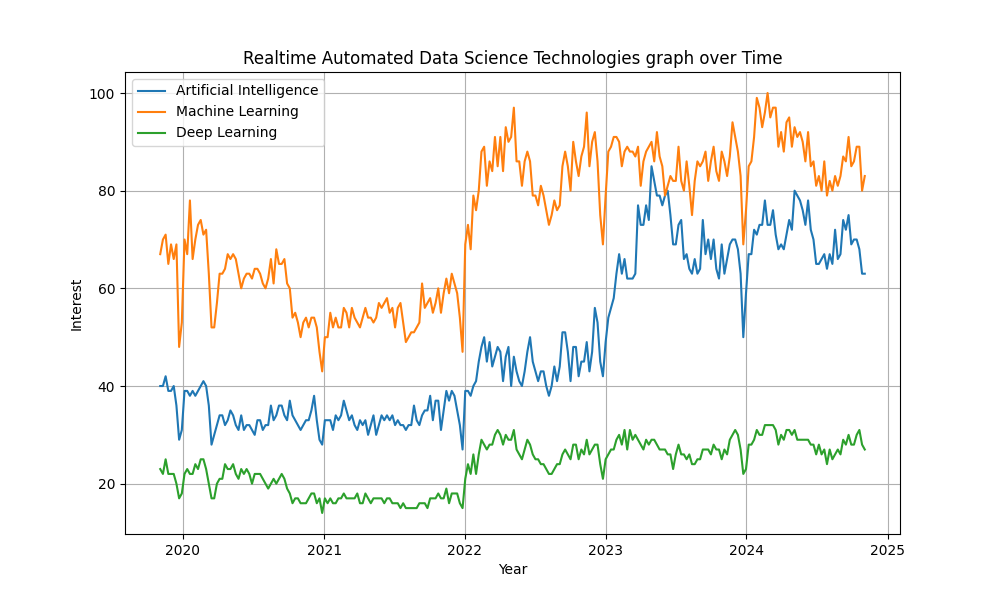 Realtime Automated Data Science Technologies graph over Time
Artificial Intelligence
Machine Learning
Deep Learning
100
80
60
40
20
Interest
2020 2021 2022 2023 2024 2025
Year